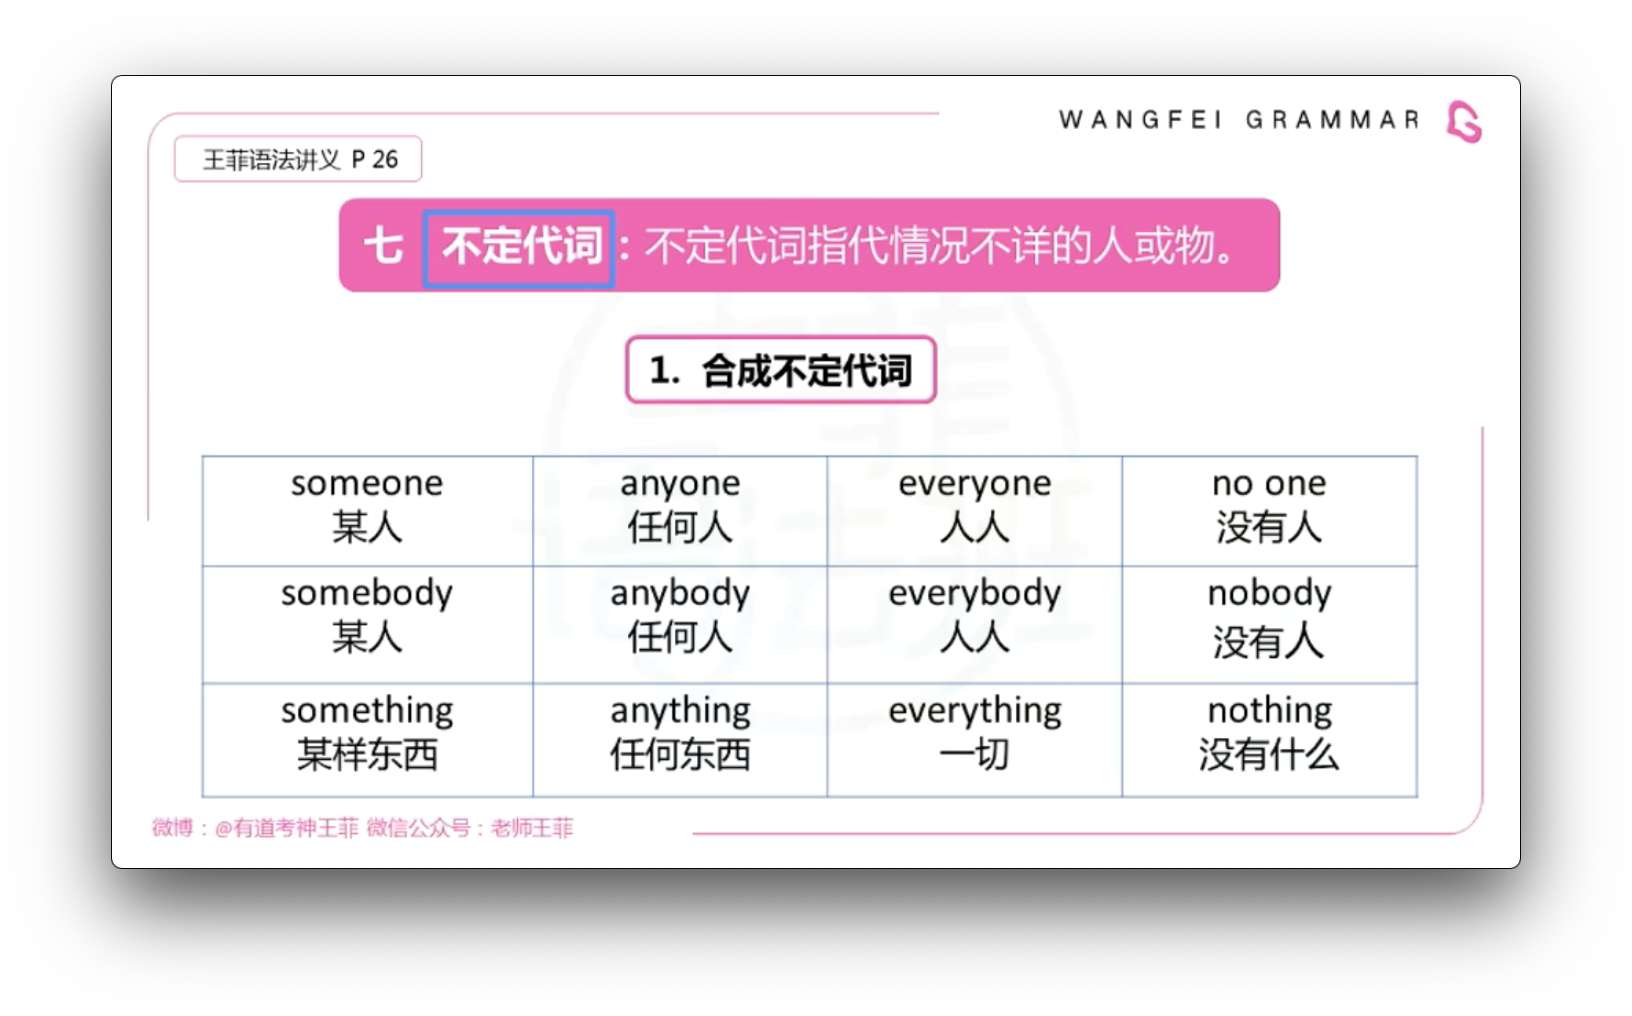 WANGFEI GRAMMAR
王菲语法讲义 P 26
七 不定代词：不定代词指代情况不详的人或物。
1. 合成不定代词
someone anyone everyone no one
某人 任何人 人人 没有人
somebody anybody everybody nobody
某人 任何人 人人 没有人
something anything everything nothing
某样东西 任何东西 一切 没有什么
微博：@有道考神王菲 微信公众号：老师王菲